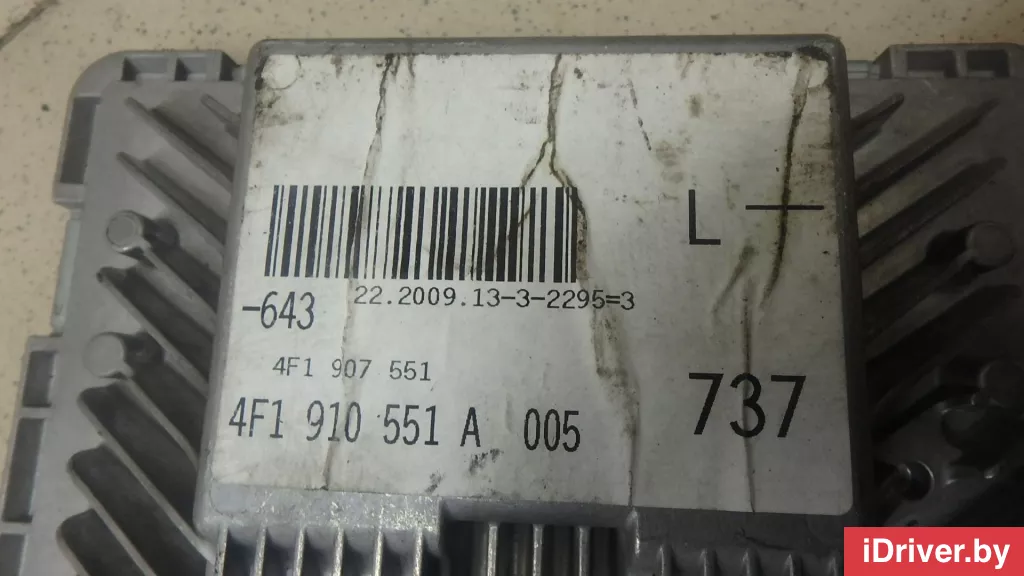 L —
22.2009.13-3-2295=3
-643
4F1 907 551
4F1 910 551 A 005
737
iDriver.by